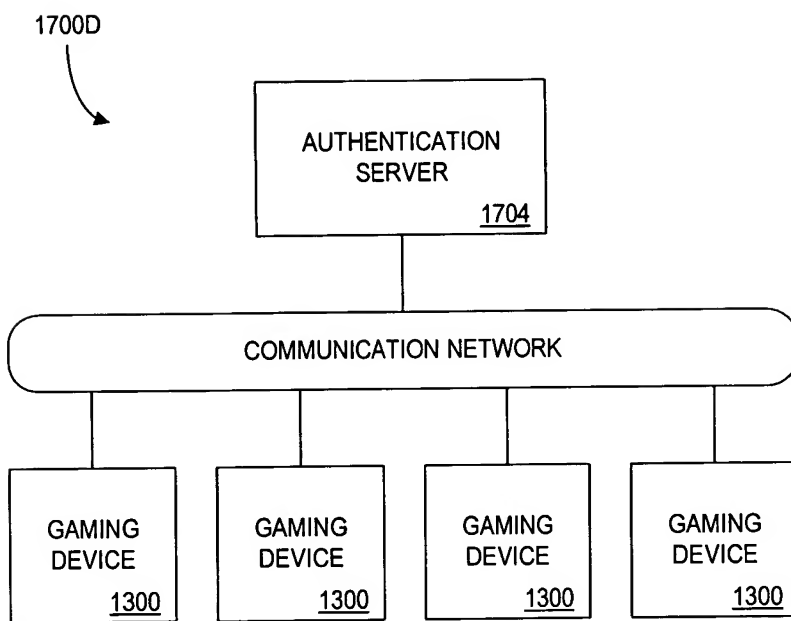 1700D
AUTHENTICATION
SERVER
1704
COMMUNICATION NETWORK
GAMING
DEVICE
1300
GAMING
DEVICE
1300
GAMING
DEVICE
1300
GAMING
DEVICE
1300